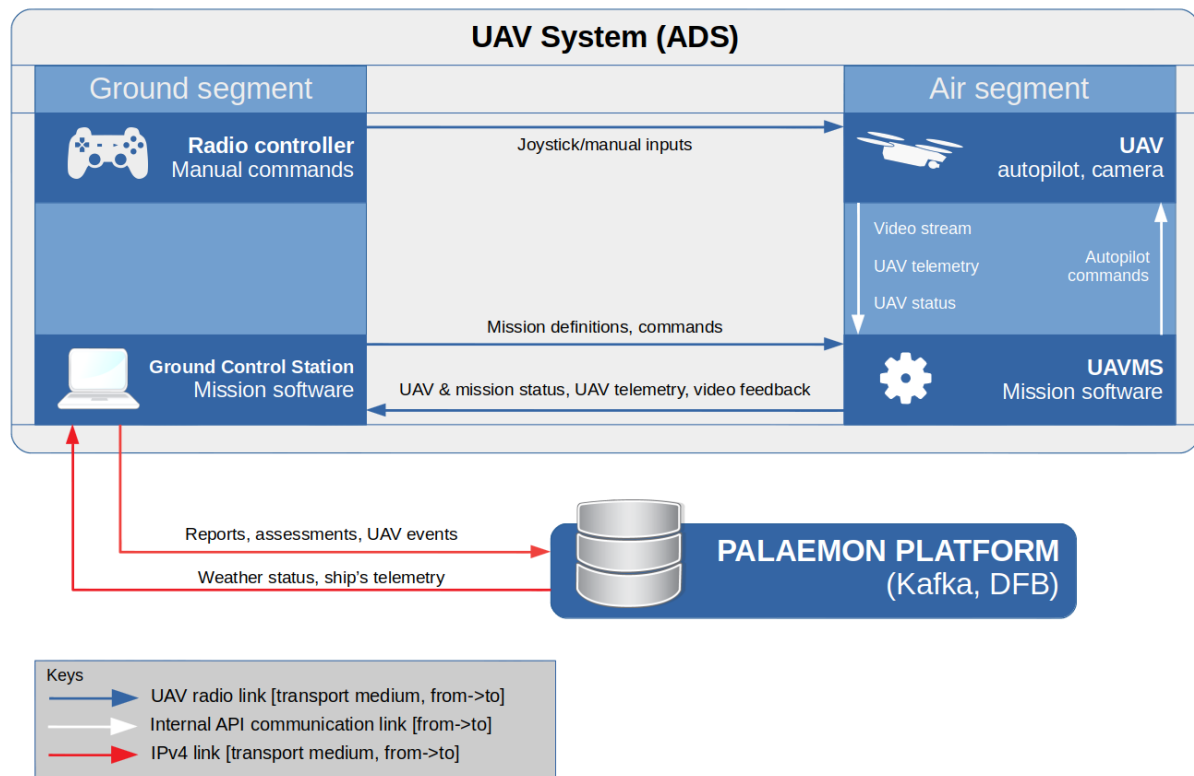 UAV System (ADS)
Ground segment
Air segment
Radio controller
Manual commands
Joystick/manual inputs
UAV
autopilot, camera
Video stream
UAV telemetry
UAV status
Autopilot
commands
Mission definitions, commands
Ground Control Station
Mission software
UAV & mission status, UAV telemetry, video feedback
UAVMS
Mission software
Reports, assessments, UAV events
Weather status, ship's telemetry
PALAEMON PLATFORM
(Kafka, DFB)
Keys
UAV radio link [transport medium, from->to]
Internal API communication link [from->to]
IPv4 link [transport medium, from->to]